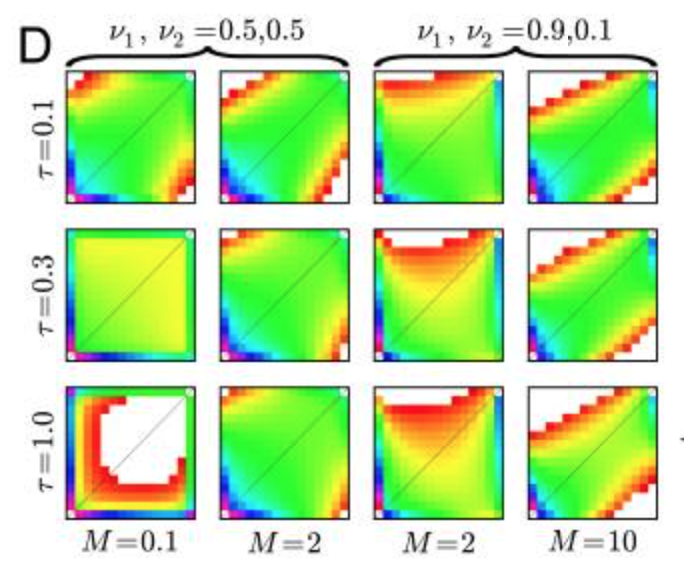 D
ν₁, ν₂ =0.5,0.5
ν₁, ν₂ =0.9,0.1
τ=0.1
τ=0.3
τ=1.0
M=0.1
M=2
M=2
M=10